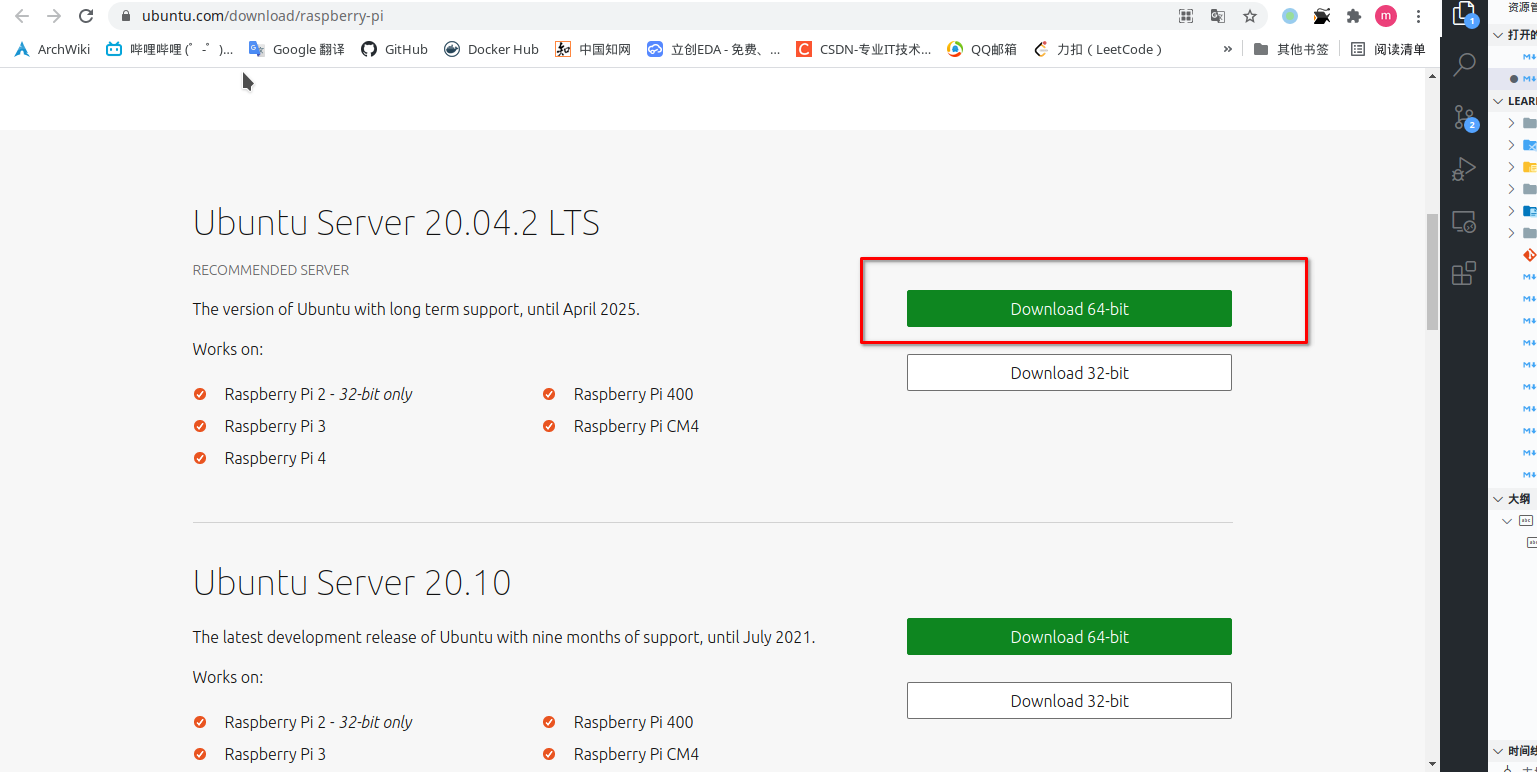 ubuntu.com/download/raspberry-pi
m
1
资源管
ArchWiki
哔哩哔哩 (゜-゜)...
Google 翻译
GitHub
Docker Hub
中国知网
立创EDA - 免费、...
CSDN-专业IT技术...
QQ邮箱
力扣（LeetCode）
»
其他书签
阅读清单
打开的
LEAR
2
Ubuntu Server 20.04.2 LTS
RECOMMENDED SERVER
The version of Ubuntu with long term support, until April 2025.
Download 64-bit
Works on:
Download 32-bit
Raspberry Pi 2 - 32-bit only
Raspberry Pi 400
Raspberry Pi 3
Raspberry Pi CM4
Raspberry Pi 4
大纲
Ubuntu Server 20.10
The latest development release of Ubuntu with nine months of support, until July 2021.
Download 64-bit
Works on:
Download 32-bit
Raspberry Pi 2 - 32-bit only
Raspberry Pi 400
Raspberry Pi 3
Raspberry Pi CM4
时间线